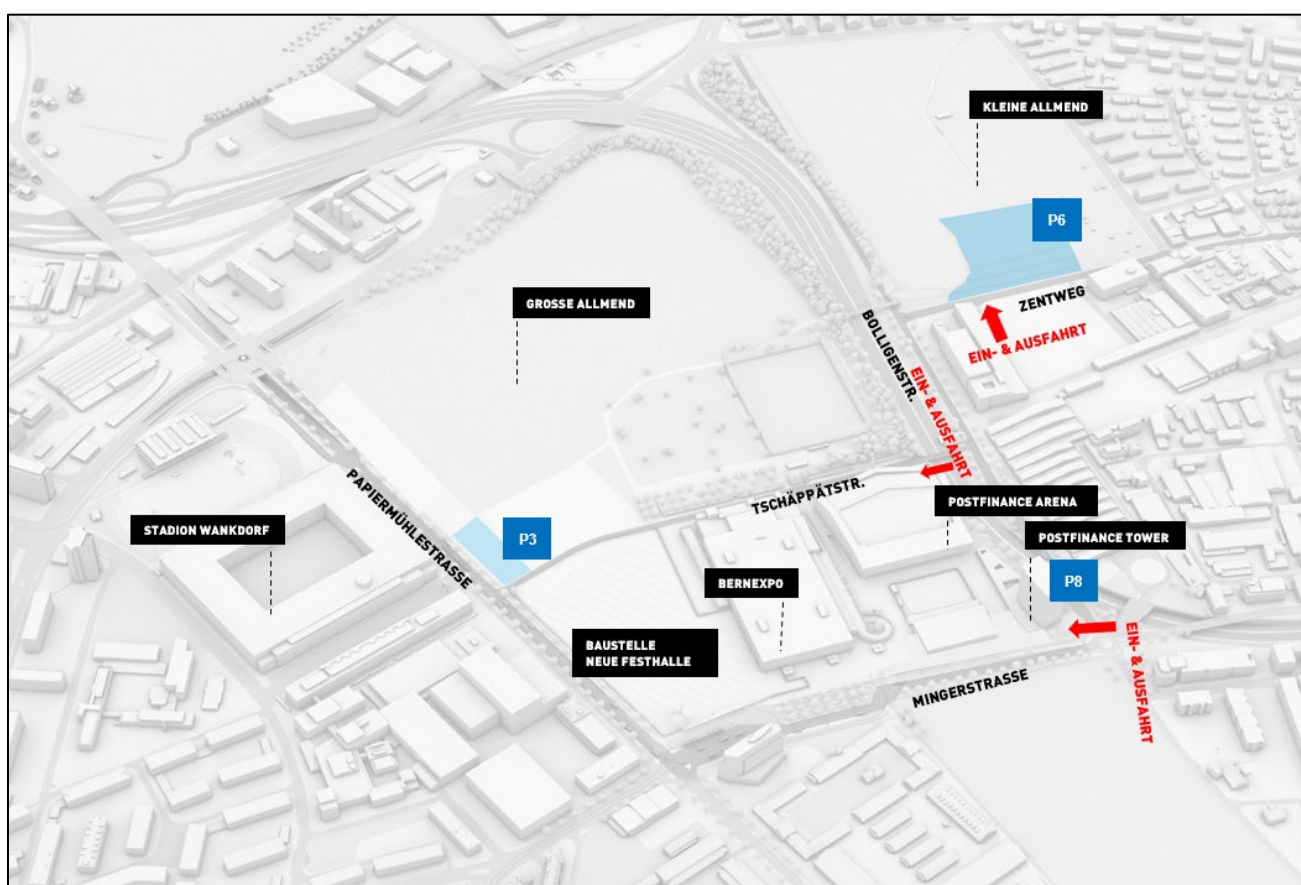 KLEINE ALLMEND
P6
ZENTWEG
EIN- & AUSFAHRT
GROSSE ALLMEND
BOLLIGENSTR.
EIN- & AUSFAHRT
PAPIERMÜHLESTRASSE
TSCHÄPPÄTSTR.
POSTFINANCE ARENA
STADION WANKDORF
P3
POSTFINANCE TOWER
BERNEXPO
P8
BAUSTELLE
NEUE FESTHALLE
MINGERSTRASSE
EIN- & AUSFAHRT